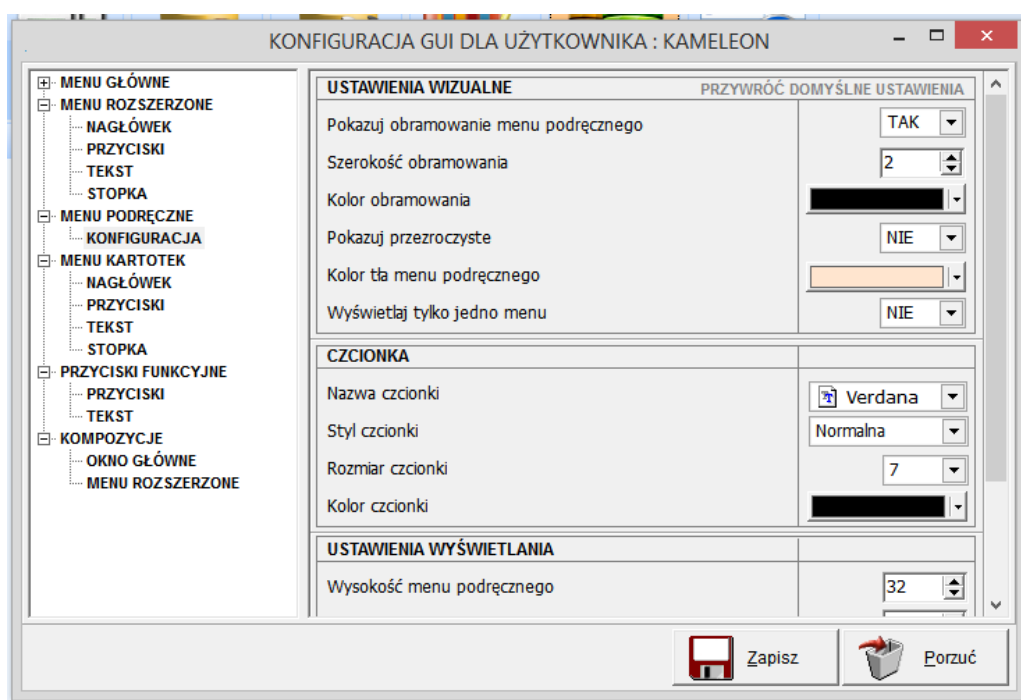 KONFIGURACJA GUI DLA UŻYTKOWNIKA : KAMELEON
MENU GŁÓWNE
MENU ROZSZERZONE
NAGŁÓWEK
PRZYCISKI
TEKST
STOPKA
MENU PODRĘCZNE
KONFIGURACJA
MENU KARTOTEK
NAGŁÓWEK
PRZYCISKI
TEKST
STOPKA
PRZYCISKI FUNKCYJNE
PRZYCISKI
TEKST
KOMPOZYCJE
OKNO GŁÓWNE
MENU ROZSZERZONE
USTAWIENIA WIZUALNE PRZYWRÓĆ DOMYŚLNE USTAWIENIA
Pokazuj obramowanie menu podręcznego TAK
Szerokość obramowania 2
Kolor obramowania
Pokazuj przezroczyste NIE
Kolor tła menu podręcznego
Wyświetlaj tylko jedno menu NIE
CZCIONKA
Nazwa czcionki Verdana
Styl czcionki Normalna
Rozmiar czcionki 7
Kolor czcionki
USTAWIENIA WYŚWIETLANIA
Wysokość menu podręcznego 32
Zapisz Porzuć